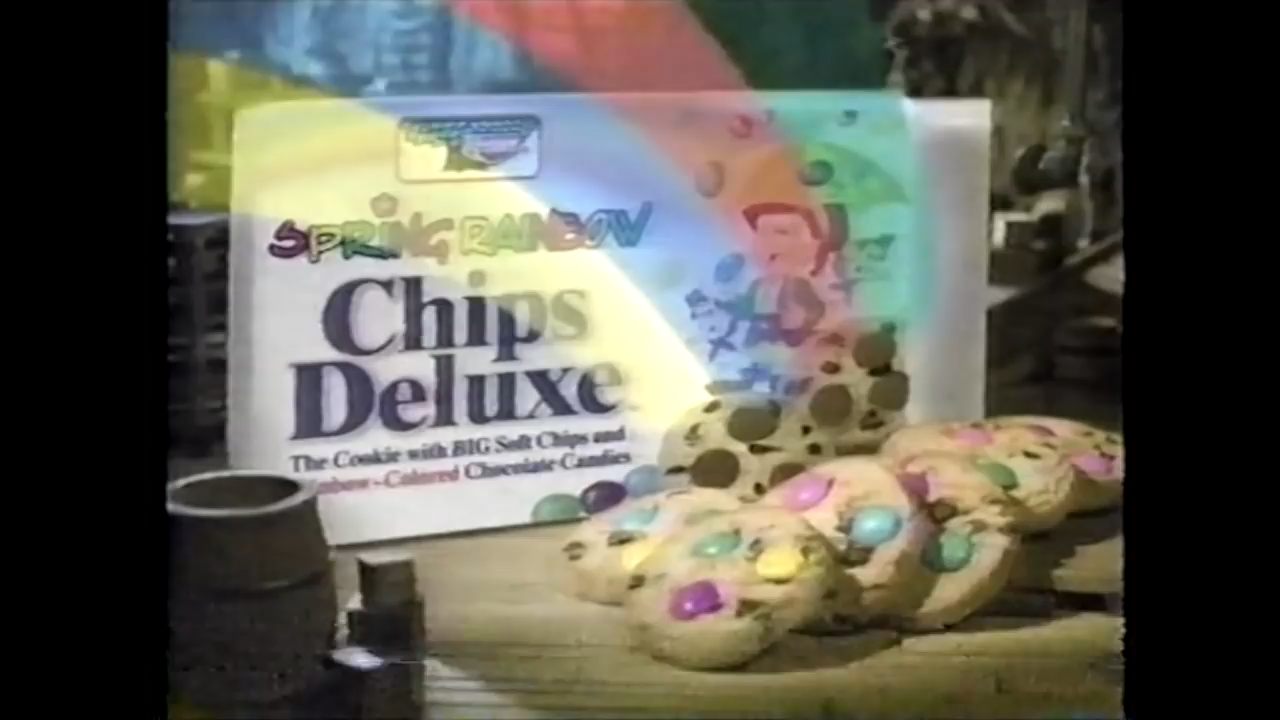 SPRING RAINBOW
Chips
Deluxe
The Cookie with BIG Soft Chips and
Colored Chocolate Candies